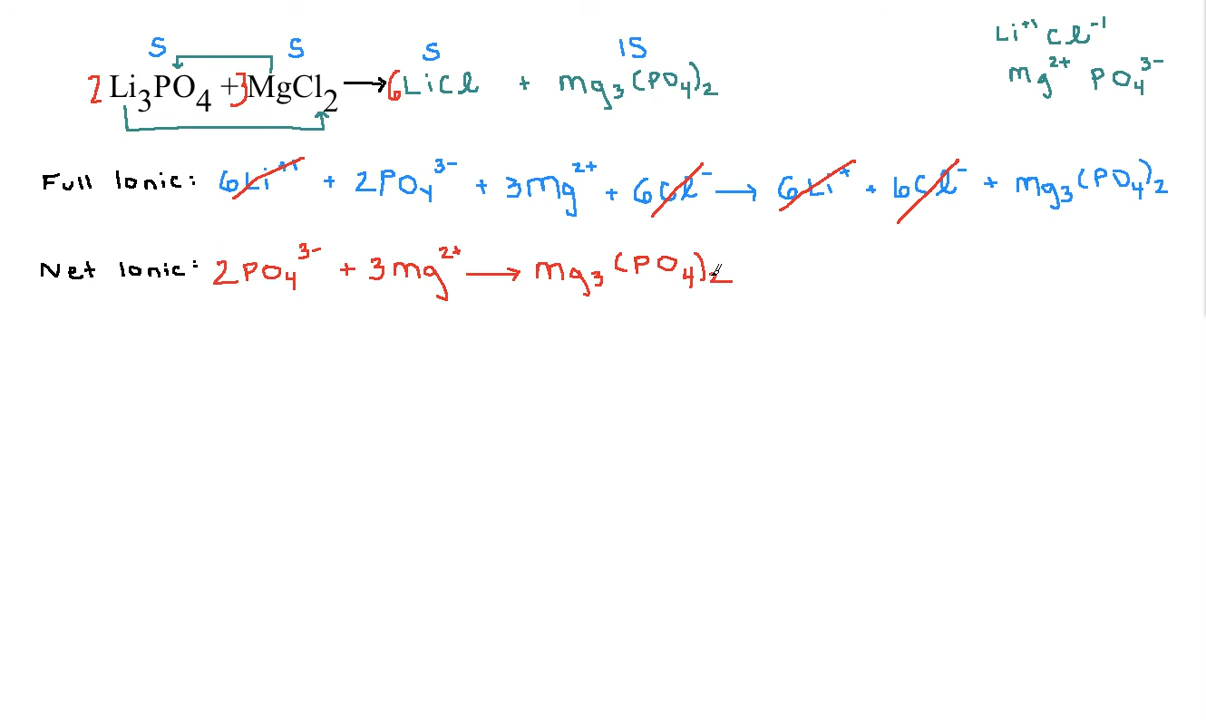 Li⁺¹ Cl⁻¹
S S S IS
2 Li₃PO₄ + 3 MgCl₂ ⟶ 6 LiCl + Mg₃(PO₄)₂
Mg²⁺ PO₄³⁻
Full Ionic: 6Li⁺¹ + 2PO₄³⁻ + 3Mg²⁺ + 6Cl⁻ ⟶ 6Li⁺ + 6Cl⁻ + Mg₃(PO₄)₂
Net Ionic: 2PO₄³⁻ + 3Mg²⁺ ⟶ Mg₃(PO₄)₂